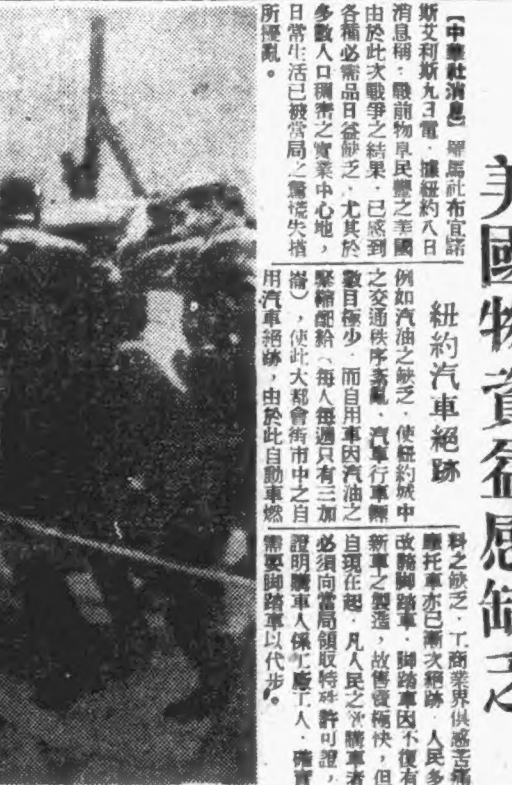 美國物資益感缺乏
【中華社消息】羅馬社布宜諾
斯艾利斯九日電，據紐約八日
消息稱：戰前物阜民豐之美國
由於此次戰爭之結果，已感到
各種必需品日益缺乏，尤其於
多數人口稠密之實業中心地，
日常生活已被當局之驚慌失措
所擾亂。
紐約汽車絕跡
例如汽油之缺乏，使紐約城中
之交通秩序紊亂，汽車行車
數目極少，而自用車因汽油之
緊縮配給（每人每週只有三加
崙），使此大都會街市中之自
用汽車絕跡，由於此自動車燃
料之缺乏，工商業界俱感苦痛
摩托車亦已漸次絕跡，人民多
改騎脚踏車，脚踏車因不復有
新車之製造，故售賣極快，但
自現在起，凡人民之欲購車者
必須向當局領取特殊許可證，
證明購車人係工廠工人，確實
需要脚踏車以代步。